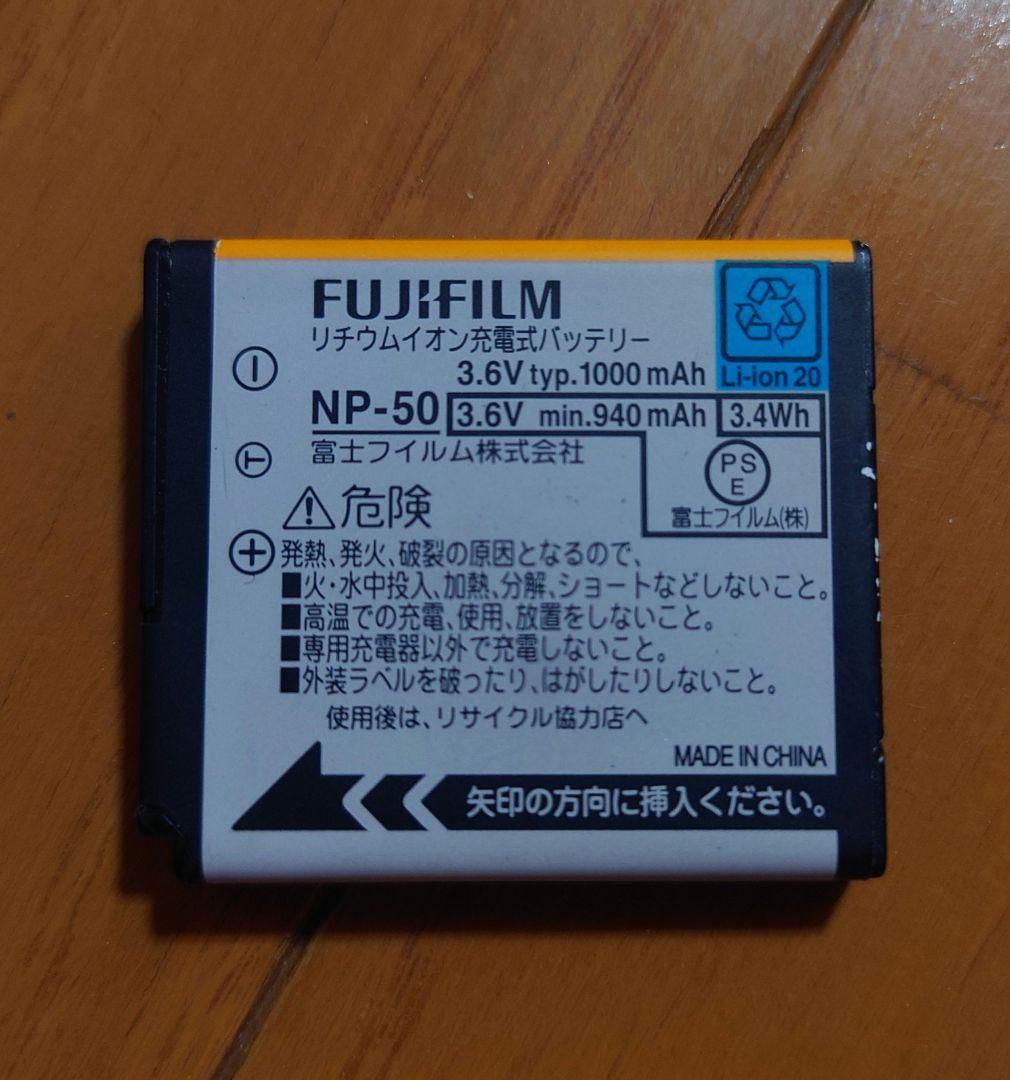 FUJIFILM
リチウムイオン充電式バッテリー
3.6V typ.1000 mAh
Li-ion 20
NP-50
3.6V min.940 mAh
3.4Wh
富士フイルム株式会社
PS
E
富士フイルム(株)
⚠危険
発熱、発火、破裂の原因となるので、
■火・水中投入、加熱、分解、ショートなどしないこと。
■高温での充電、使用、放置をしないこと。
■専用充電器以外で充電しないこと。
■外装ラベルを破ったり、はがしたりしないこと。
使用後は、リサイクル協力店へ
MADE IN CHINA
矢印の方向に挿入ください。
−
T
+